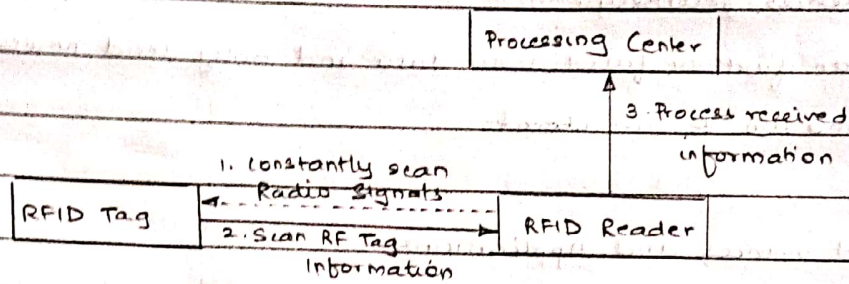 Processing Center
3. Process received
information
1. Constantly scan
Radio Signals
RFID Tag
RFID Reader
2. Scan RF Tag
Information